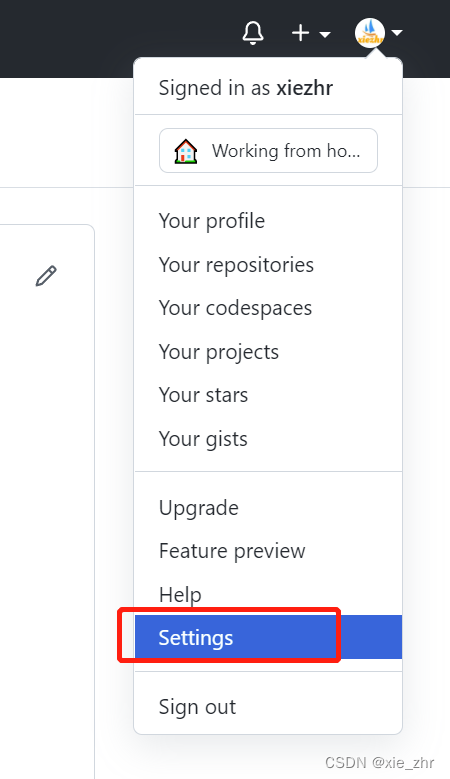 xiezhr
Signed in as xiezhr
Working from ho...
Your profile
Your repositories
Your codespaces
Your projects
Your stars
Your gists
Upgrade
Feature preview
Help
Settings
Sign out
CSDN @xie_zhr